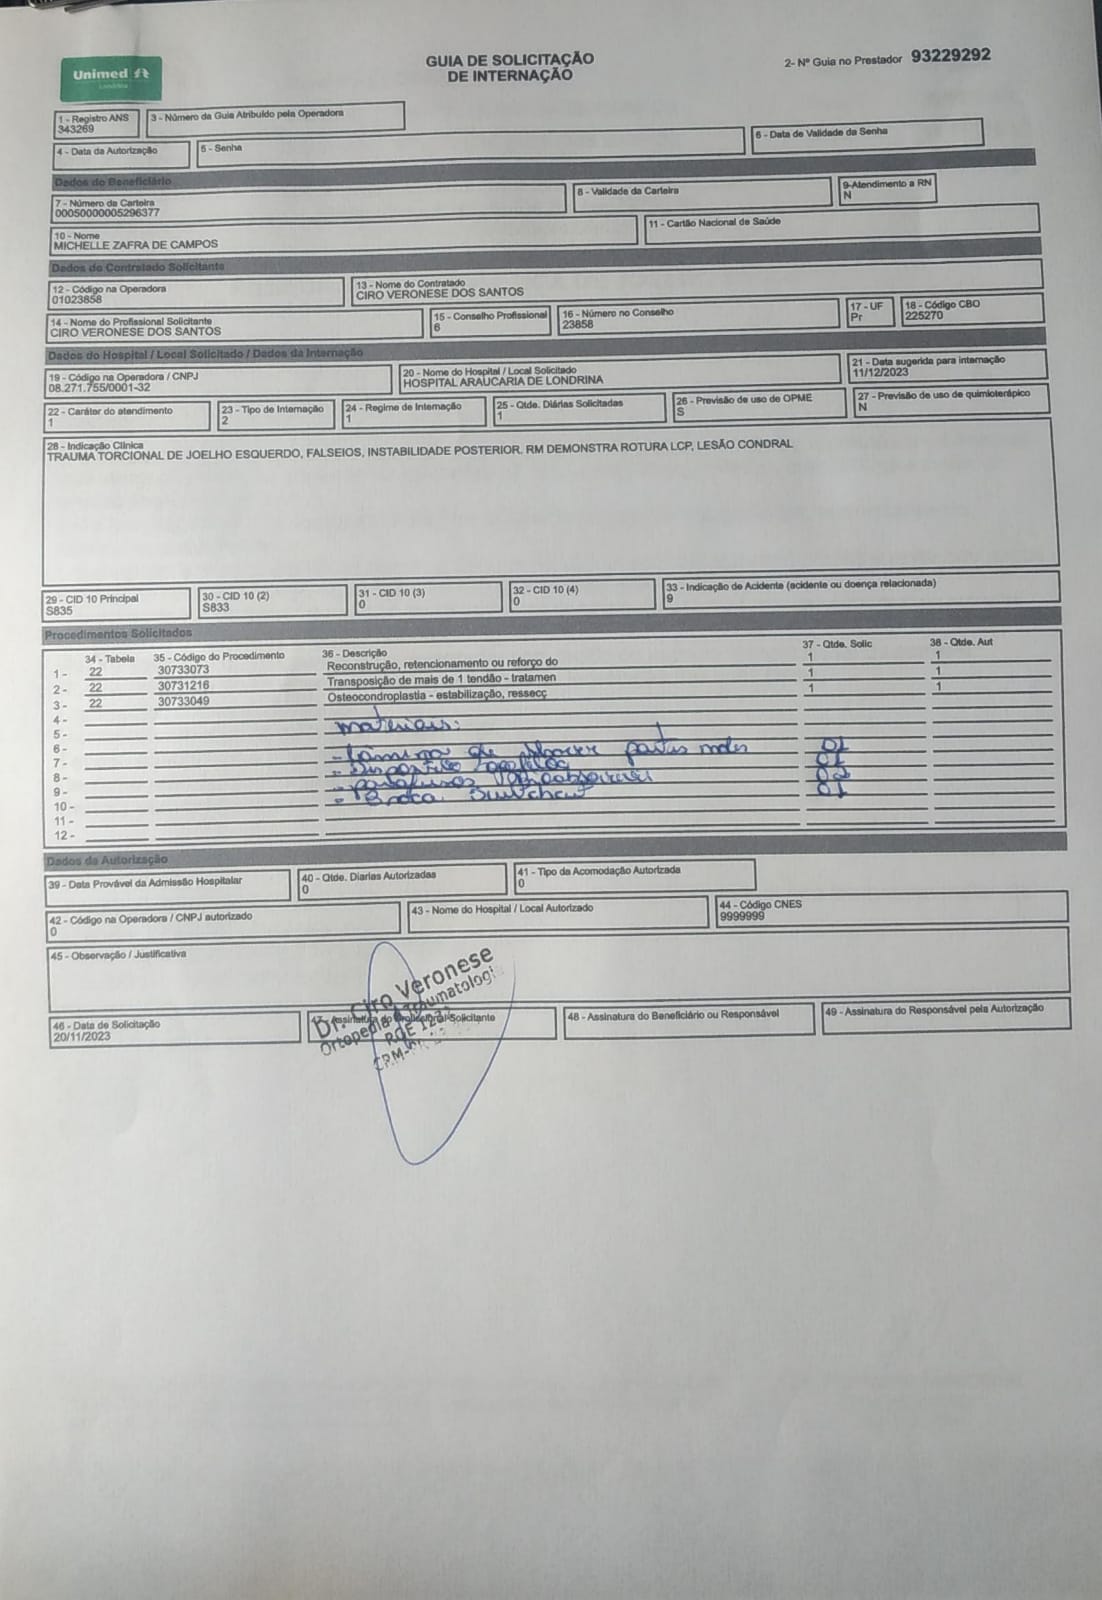 Unimed
Londrina
GUIA DE SOLICITAÇÃO
DE INTERNAÇÃO
2- Nº Guia no Prestador 93229292
1 - Registro ANS
343269
3 - Número da Guia Atribuído pela Operadora
4 - Data da Autorização
5 - Senha
6 - Data de Validade da Senha
Dados do Beneficiário
7 - Número da Carteira
00050000005296377
8 - Validade da Carteira
9-Atendimento a RN
N
10 - Nome
MICHELLE ZAFRA DE CAMPOS
11 - Cartão Nacional de Saúde
Dados do Contratado Solicitante
12 - Código na Operadora
01023858
13 - Nome do Contratado
CIRO VERONESE DOS SANTOS
14 - Nome do Profissional Solicitante
CIRO VERONESE DOS SANTOS
15 - Conselho Profissional
6
16 - Número no Conselho
23858
17 - UF
Pr
18 - Código CBO
225270
Dados do Hospital / Local Solicitado / Dados da Internação
19 - Código na Operadora / CNPJ
08.271.755/0001-32
20 - Nome do Hospital / Local Solicitado
HOSPITAL ARAUCARIA DE LONDRINA
21 - Data sugerida para internação
11/12/2023
22 - Caráter do atendimento
1
23 - Tipo de Internação
2
24 - Regime de Internação
1
25 - Qtde. Diárias Solicitadas
1
26 - Previsão de uso de OPME
S
27 - Previsão de uso de quimioterápico
N
28 - Indicação Clínica
TRAUMA TORCIONAL DE JOELHO ESQUERDO, FALSEIOS, INSTABILIDADE POSTERIOR. RM DEMONSTRA ROTURA LCP, LESÃO CONDRAL
29 - CID 10 Principal
S835
30 - CID 10 (2)
S833
31 - CID 10 (3)
0
32 - CID 10 (4)
0
33 - Indicação de Acidente (acidente ou doença relacionada)
9
Procedimentos Solicitados
34 - Tabela 35 - Código do Procedimento 36 - Descrição 37 - Qtde. Solic 38 - Qtde. Aut
1 - 22 30733073 Reconstrução, retencionamento ou reforço do 1 1
2 - 22 30731216 Transposição de mais de 1 tendão - tratamen 1 1
3 - 22 30733049 Osteocondroplastia - estabilização, ressecç 1 1
4 -
5 - materiais:
6 - - Lâmina de shaver partes moles 01
7 - 01
8 - - parafusos
9 - - Broca 01
10 -
11 -
12 -
Dados da Autorização
39 - Data Provável da Admissão Hospitalar
40 - Qtde. Diarias Autorizadas
0
41 - Tipo da Acomodação Autorizada
0
42 - Código na Operadora / CNPJ autorizado
0
43 - Nome do Hospital / Local Autorizado
44 - Código CNES
9999999
45 - Observação / Justificativa
46 - Data de Solicitação
20/11/2023
47 - Assinatura do Profissional Solicitante
Dr. Ciro Veronese
Ortopedia e Traumatologi
RQE
CRM-
48 - Assinatura do Beneficiário ou Responsável
49 - Assinatura do Responsável pela Autorização